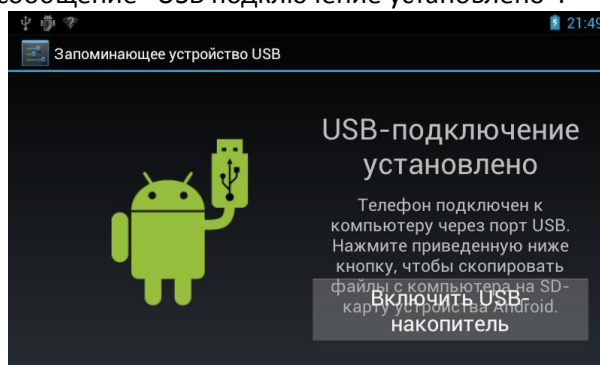 сообщение "USB подключение установлено".
21:49
Запоминающее устройство USB
USB-подключение
установлено
Телефон подключен к
компьютеру через порт USB.
Нажмите приведенную ниже
кнопку, чтобы скопировать
файлы с компьютера на SD-
карту устройства Android.
Включить USB-
накопитель